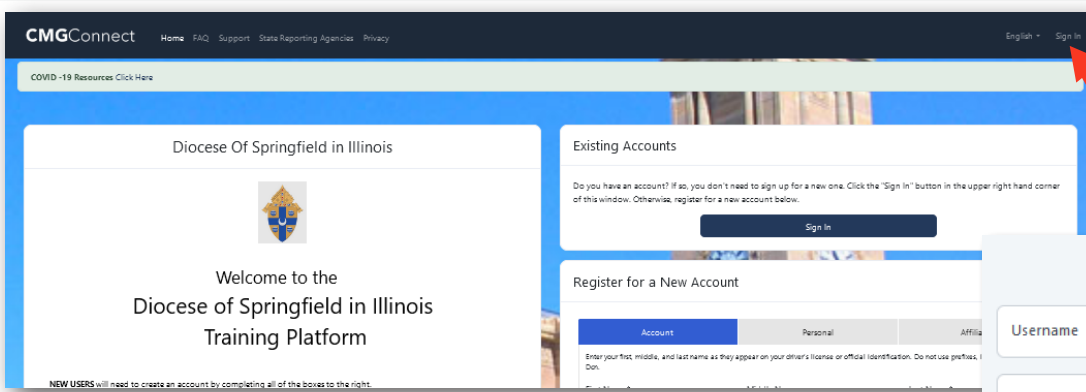 CMGConnect Home FAQ Support State Reporting Agencies Privacy English Sign In
COVID -19 Resources Click Here
Diocese Of Springfield in Illinois
Welcome to the
Diocese of Springfield in Illinois
Training Platform
NEW USERS will need to create an account by completing all of the boxes to the right.
Existing Accounts
Do you have an account? If so, you don't need to sign up for a new one. Click the "Sign In" button in the upper right hand corner
of this window. Otherwise, register for a new account below.
Sign In
Register for a New Account
Account Personal Affilia
Enter your first, middle, and last name as they appear on your driver's license or official identification. Do not use prefixes,
Don.
Username